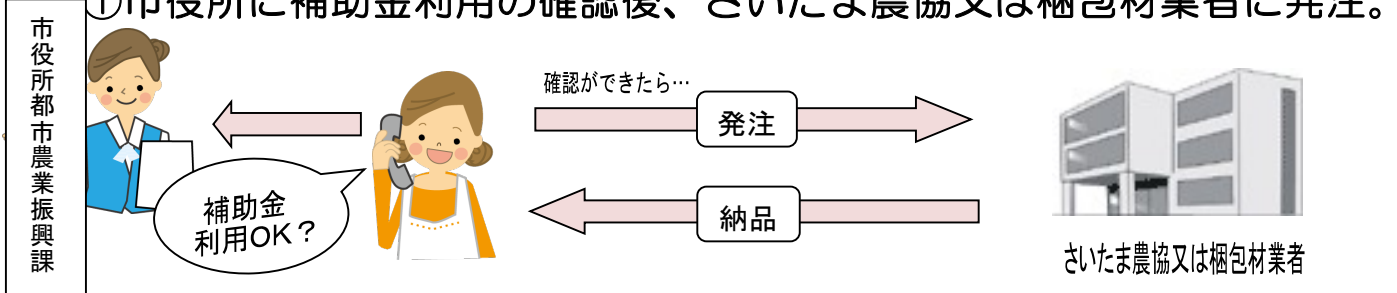 ①市役所に補助金利用の確認後、さいたま農協又は梱包材業者に発注。
市役所都市農業振興課
確認ができたら…
発注
補助金
利用OK？
納品
さいたま農協又は梱包材業者